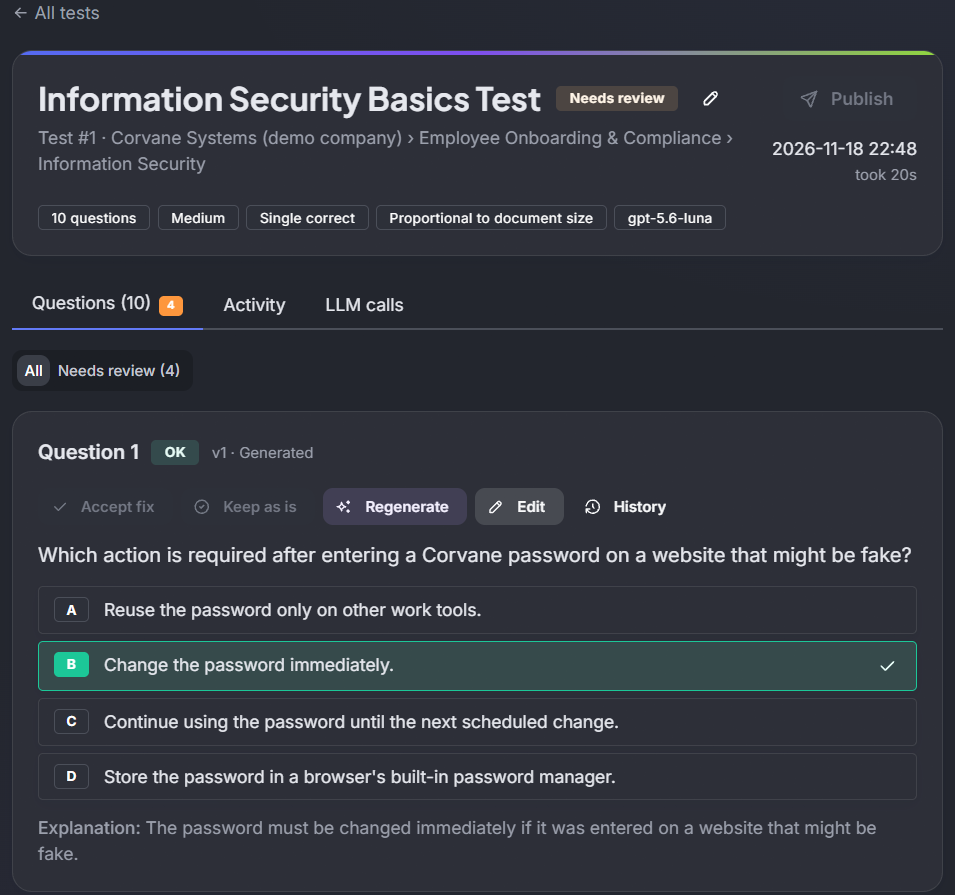 ← All tests
Information Security Basics Test Needs review
Publish
Test #1 · Corvane Systems (demo company) › Employee Onboarding & Compliance ›
Information Security
2026-11-18 22:48
took 20s
10 questions Medium Single correct Proportional to document size gpt-5.6-luna
Questions (10) 4 Activity LLM calls
All Needs review (4)
Question 1 OK v1 · Generated
Accept fix Keep as is Regenerate Edit History
Which action is required after entering a Corvane password on a website that might be fake?
A Reuse the password only on other work tools.
B Change the password immediately.
C Continue using the password until the next scheduled change.
D Store the password in a browser's built-in password manager.
Explanation: The password must be changed immediately if it was entered on a website that might be
fake.